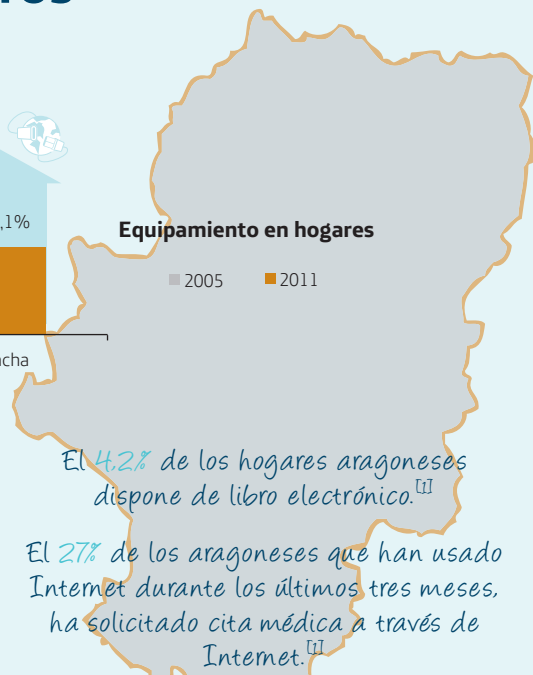 ,1%
Equipamiento en hogares
2005 2011
El 4,2% de los hogares aragoneses
dispone de libro electrónico.[1]
El 27% de los aragoneses que han usado
Internet durante los últimos tres meses,
ha solicitado cita médica a través de
Internet.[1]